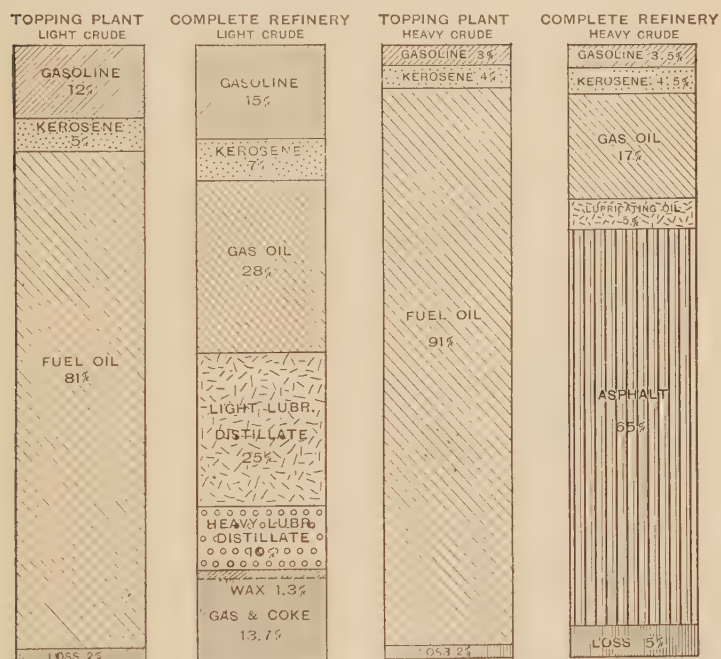 TOPPING PLANT
LIGHT CRUDE
GASOLINE
12%
KEROSENE
5%
FUEL OIL
81%
LOSS 2%
COMPLETE REFINERY
LIGHT CRUDE
GASOLINE
15%
KEROSENE
7%
GAS OIL
28%
LIGHT LUBR.
DISTILLATE
25%
HEAVY LUBR.
DISTILLATE
10%
WAX 1.3%
GAS & COKE
13.7%
TOPPING PLANT
HEAVY CRUDE
GASOLINE 3%
KEROSENE 4%
FUEL OIL
91%
LOSS 2%
COMPLETE REFINERY
HEAVY CRUDE
GASOLINE 3.5%
KEROSENE 4.5%
GAS OIL
17%
LUBRICATING OIL
5%
ASPHALT
65%
LOSS 5%